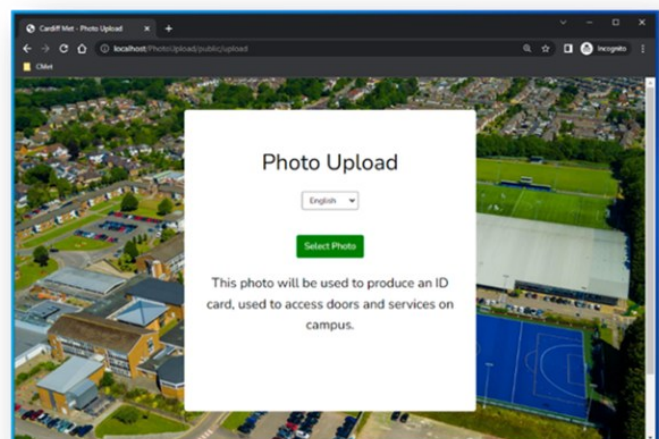 Cardiff Met - Photo Upload
localhost/PhotoUpload/public/upload
Incognito
CMet
Photo Upload
English
Select Photo
This photo will be used to produce an ID
card, used to access doors and services on
campus.